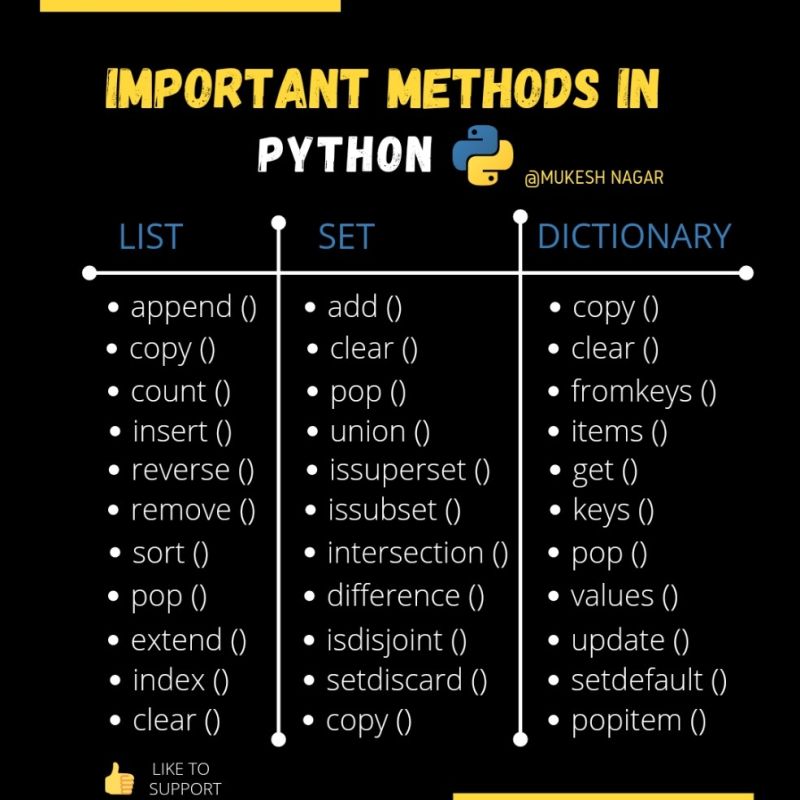 IMPORTANT METHODS IN
PYTHON
@MUKESH NAGAR
LIST
• append ()
• copy ()
• count ()
• insert ()
• reverse ()
• remove ()
• sort ()
• pop ()
• extend ()
• index ()
• clear ()
SET
• add ()
• clear ()
• pop ()
• union ()
• issuperset ()
• issubset ()
• intersection ()
• difference ()
• isdisjoint ()
• setdiscard ()
• copy ()
DICTIONARY
• copy ()
• clear ()
• fromkeys ()
• items ()
• get ()
• keys ()
• pop ()
• values ()
• update ()
• setdefault ()
• popitem ()
LIKE TO
SUPPORT